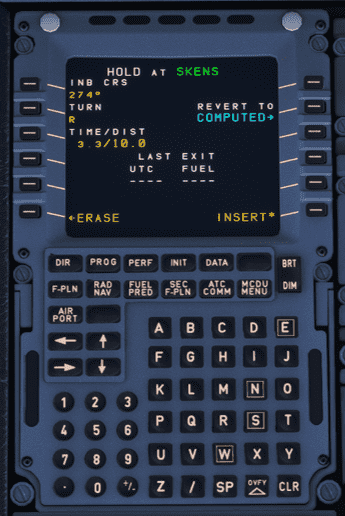 HOLD AT SKENS
INB CRS
274°
TURN REVERT TO
R COMPUTED→
TIME/DIST
3.3/10.0
LAST EXIT
UTC FUEL
---- ----
←ERASE INSERT*
DIR PROG PERF INIT DATA BRT
F-PLN RAD NAV FUEL PRED SEC F-PLN ATC COMM MCDU MENU DIM
AIR PORT
← ↑
→ ↓
A B C D E
F G H I J
1 2 3 K L M N O
4 5 6 P Q R S T
7 8 9 U V W X Y
. 0 +/- Z / SP OVFY CLR